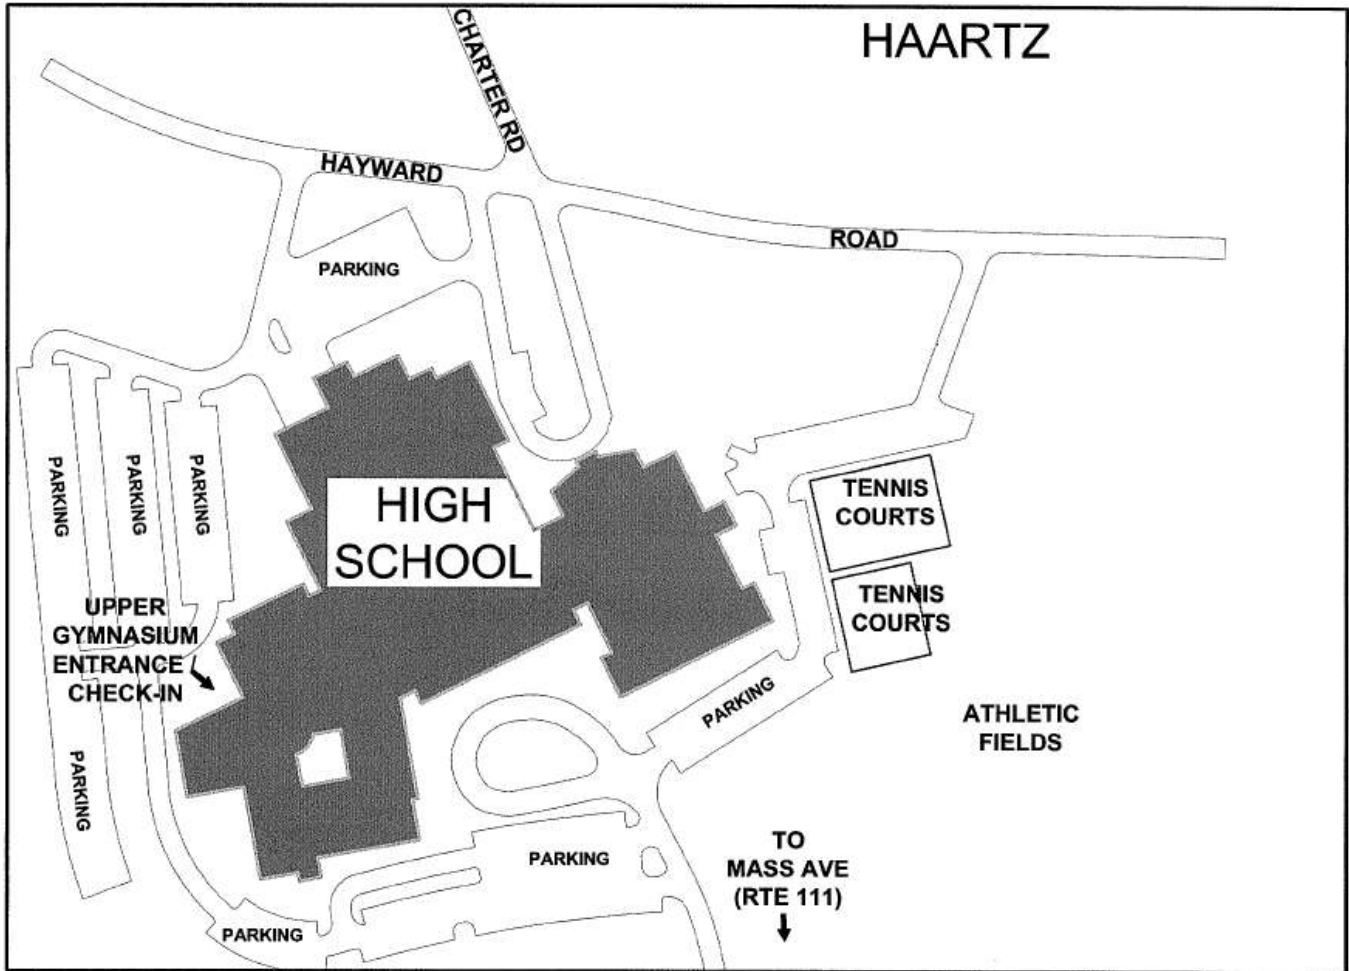 HAARTZ
CHARTER RD
HAYWARD
ROAD
PARKING
PARKING
PARKING
PARKING
HIGH
SCHOOL
TENNIS
COURTS
TENNIS
COURTS
UPPER
GYMNASIUM
ENTRANCE
CHECK-IN
PARKING
ATHLETIC
FIELDS
PARKING
PARKING
TO
MASS AVE
(RTE 111)
PARKING